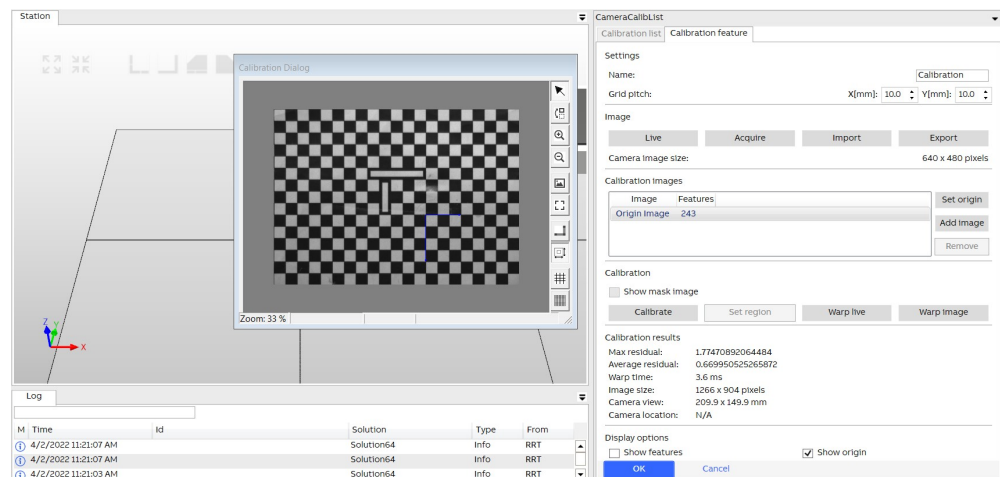 Station
Calibration Dialog
Zoom: 33 %
Z
Y
X
Log
M Time Id Solution Type From
4/2/2022 11:21:07 AM Solution64 Info RRT
4/2/2022 11:21:07 AM Solution64 Info RRT
4/2/2022 11:21:03 AM Solution64 Info RRT
CameraCalibList
Calibration list Calibration feature
Settings
Name: Calibration
Grid pitch: X[mm]: 10.0 Y[mm]: 10.0
Image
Live Acquire Import Export
Camera image size: 640 x 480 pixels
Calibration images
Image Features Set origin
Origin Image 243
Add image
Remove
Calibration
Show mask image
Calibrate Set region Warp live Warp image
Calibration results
Max residual: 1.77470892064484
Average residual: 0.669950525265872
Warp time: 3.6 ms
Image size: 1266 x 904 pixels
Camera view: 209.9 x 149.9 mm
Camera location: N/A
Display options
Show features Show origin
OK Cancel